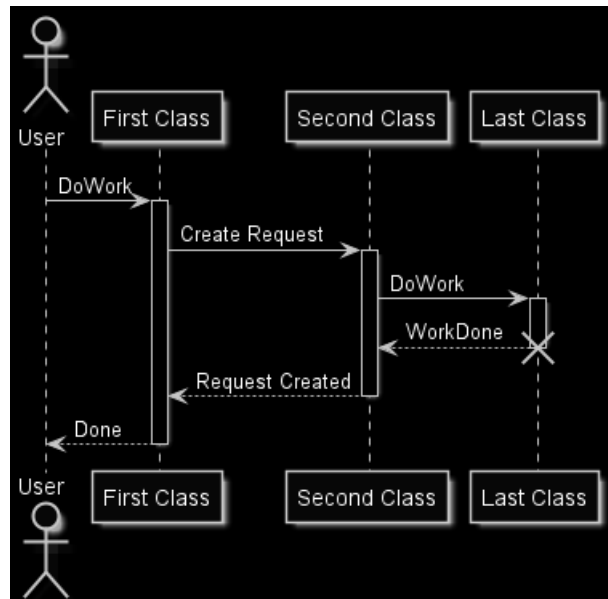 User
First Class
Second Class
Last Class
DoWork
Create Request
DoWork
WorkDone
Request Created
Done
User
First Class
Second Class
Last Class